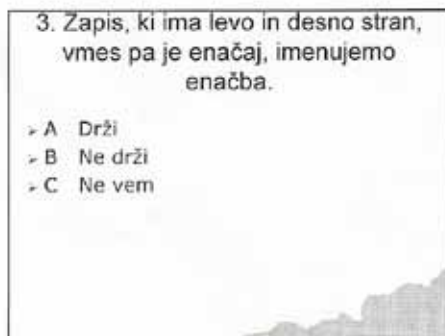 3. Zapis, ki ima levo in desno stran,
vmes pa je enačaj, imenujemo
enačba.
➢ A Drži
➢ B Ne drži
➢ C Ne vem